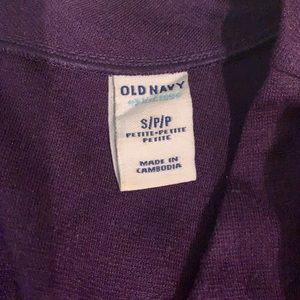 OLD NAVY
S/P/P
PETITE•PETITE
PETITE
MADE IN
CAMBODIA